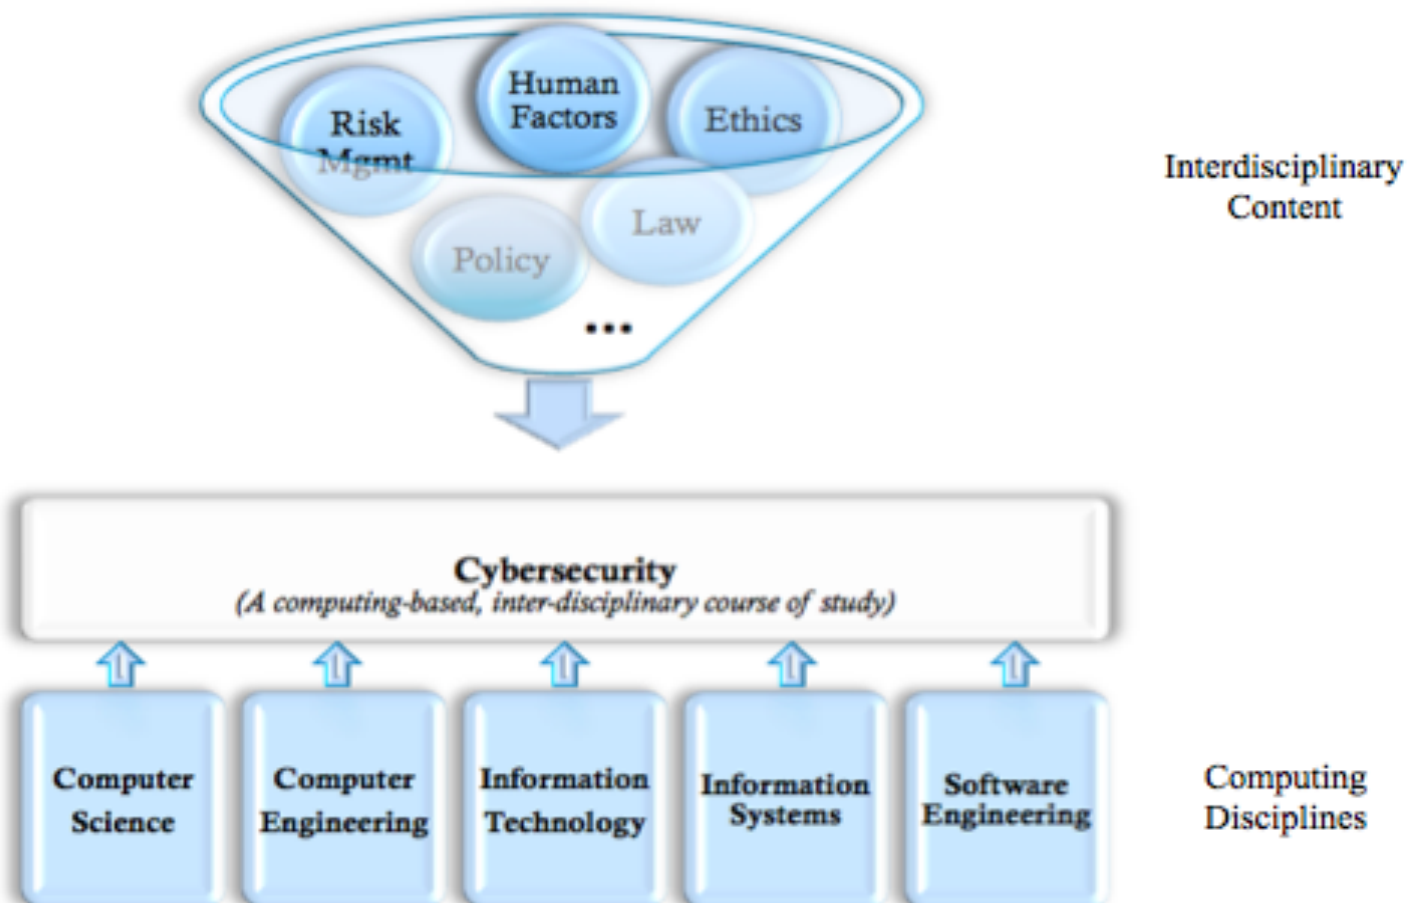 Human
Factors
Risk
Mgmt
Ethics
Law
Policy
...
Interdisciplinary
Content
Cybersecurity
(A computing-based, inter-disciplinary course of study)
Computer
Science
Computer
Engineering
Information
Technology
Information
Systems
Software
Engineering
Computing
Disciplines